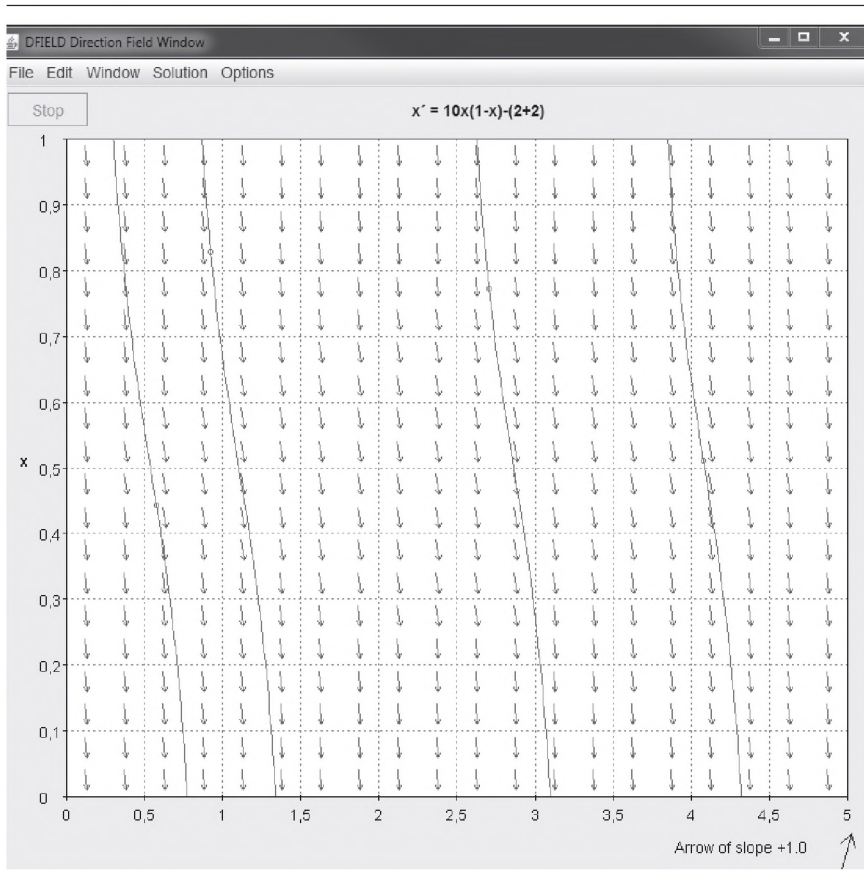 DFIELD Direction Field Window
File Edit Window Solution Options
Stop
x´ = 10x(1-x)-(2+2)
1
0,9
0,8
0,7
0,6
x
0,5
0,4
0,3
0,2
0,1
0
0 0,5 1 1,5 2 2,5 3 3,5 4 4,5 5
Arrow of slope +1.0